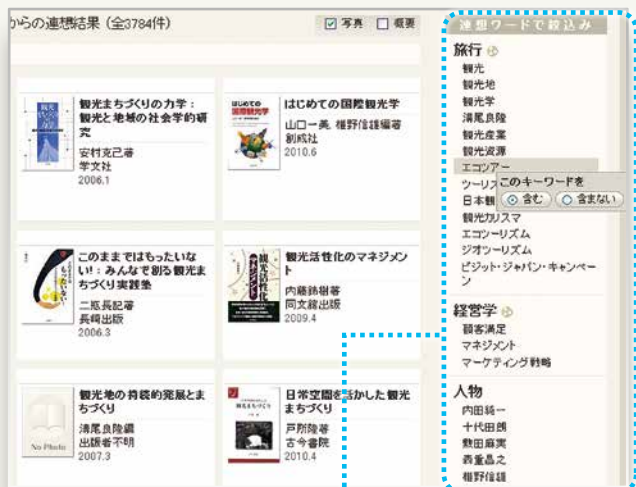 からの連想結果 (全3784件)
写真
概要
観光まちづくりの力学：
観光と地域の社会学的研
究
安村克己著
学文社
2006.1
はじめての国際観光学
山口一美, 椎野信雄編著
創成社
2010.6
このままではもったいな
い!：みんなで創る観光ま
ちづくり実践塾
二瓶長記著
長崎出版
2006.3
観光活性化のマネジメン
ト
内藤錦樹著
同文舘出版
2009.4
観光地の持続的発展とま
ちづくり
清尾良隆編
出版者不明
2007.3
No Photo
日常空間を活かした観光
まちづくり
戸所隆著
古今書院
2010.4
連想ワードで絞込み
旅行
観光
観光地
観光学
溝尾良隆
観光産業
観光資源
エコツアー
ツーリズ
日本観
観光カリスマ
エコツーリズム
ジオツーリズム
ビジット・ジャパン・キャンペー
ン
このキーワードを
含む
含まない
経営学
顧客満足
マネジメント
マーケティング戦略
人物
内田純一
十代田朗
敷田麻実
森重昌之
椎野信雄